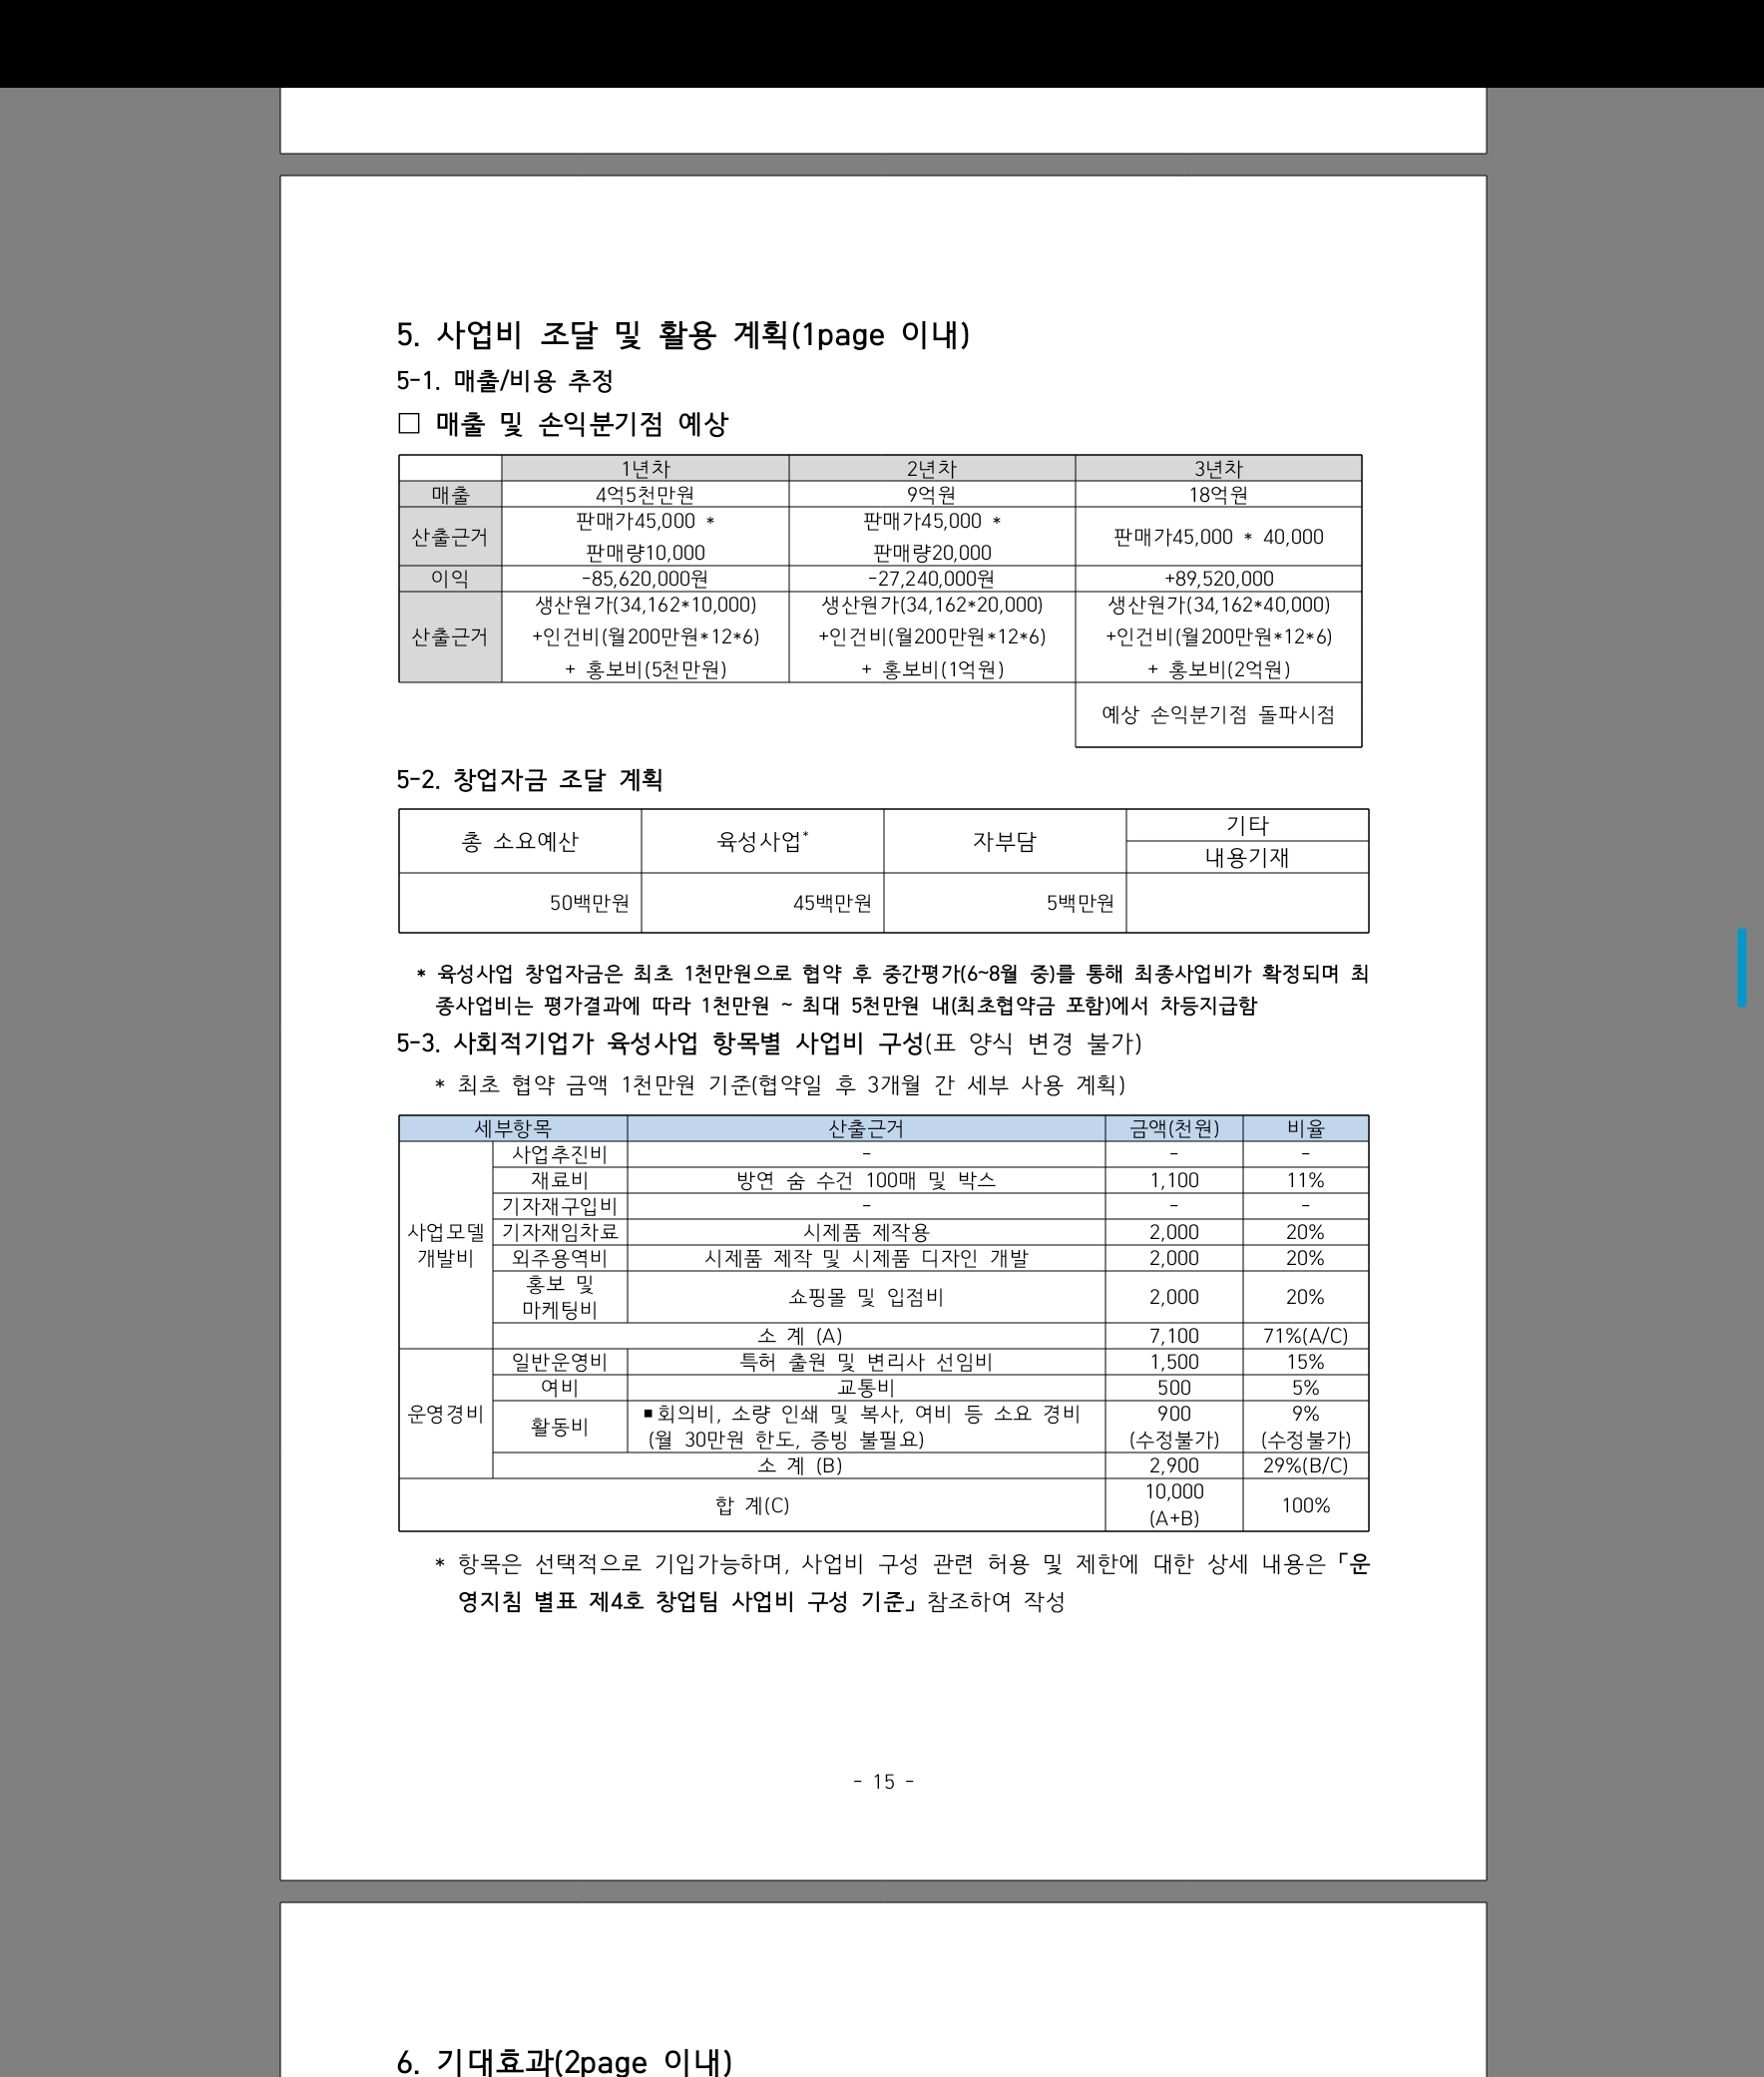 5. 사업비 조달 및 활용 계획(1page 이내)
5-1. 매출/비용 추정
□ 매출 및 손익분기점 예상
1년차 2년차 3년차
매출 4억5천만원 9억원 18억원
산출근거 판매가45,000 * 판매가45,000 * 판매가45,000 * 40,000
판매량10,000 판매량20,000
이익 -85,620,000원 -27,240,000원 +89,520,000
산출근거 생산원가(34,162*10,000) 생산원가(34,162*20,000) 생산원가(34,162*40,000)
+인건비(월200만원*12*6) +인건비(월200만원*12*6) +인건비(월200만원*12*6)
+ 홍보비(5천만원) + 홍보비(1억원) + 홍보비(2억원)
예상 손익분기점 돌파시점
5-2. 창업자금 조달 계획
총 소요예산 육성사업* 자부담 기타
내용기재
50백만원 45백만원 5백만원
* 육성사업 창업자금은 최초 1천만원으로 협약 후 중간평가(6~8월 중)를 통해 최종사업비가 확정되며 최
종사업비는 평가결과에 따라 1천만원 ~ 최대 5천만원 내(최초협약금 포함)에서 차등지급함
5-3. 사회적기업가 육성사업 항목별 사업비 구성(표 양식 변경 불가)
* 최초 협약 금액 1천만원 기준(협약일 후 3개월 간 세부 사용 계획)
세부항목 산출근거 금액(천원) 비율
사업모델 개발비
사업추진비 - - -
재료비 방연 숨 수건 100매 및 박스 1,100 11%
기자재구입비 - - -
기자재임차료 시제품 제작용 2,000 20%
외주용역비 시제품 제작 및 시제품 디자인 개발 2,000 20%
홍보 및
마케팅비 쇼핑몰 및 입점비 2,000 20%
소 계 (A) 7,100 71%(A/C)
운영경비
일반운영비 특허 출원 및 변리사 선임비 1,500 15%
여비 교통비 500 5%
활동비 ▪회의비, 소량 인쇄 및 복사, 여비 등 소요 경비 900 9%
(월 30만원 한도, 증빙 불필요) (수정불가) (수정불가)
소 계 (B) 2,900 29%(B/C)
합 계(C) 10,000 100%
(A+B)
* 항목은 선택적으로 기입가능하며, 사업비 구성 관련 허용 및 제한에 대한 상세 내용은 「운
영지침 별표 제4호 창업팀 사업비 구성 기준」 참조하여 작성
- 15 -
6. 기대효과(2page 이내)